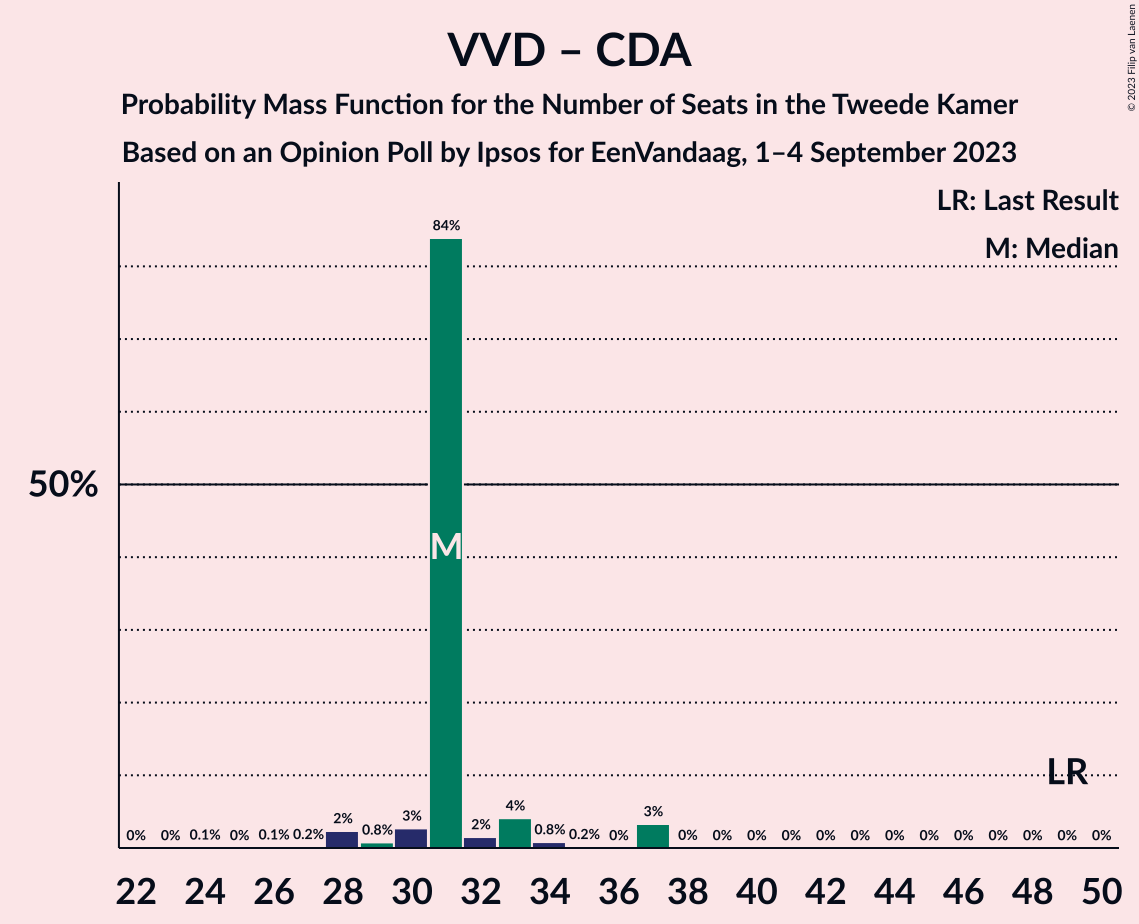 VVD – CDA
Probability Mass Function for the Number of Seats in the Tweede Kamer
Based on an Opinion Poll by Ipsos for EenVandaag, 1–4 September 2023
© 2023 Filip van Laenen
LR: Last Result
M: Median
84%
50%
M
LR
0% 0% 0.1% 0% 0.1% 0.2% 2% 0.8% 3% 2% 4% 0.8% 0.2% 0% 3% 0% 0% 0% 0% 0% 0% 0% 0% 0% 0% 0% 0% 0%
22 24 26 28 30 32 34 36 38 40 42 44 46 48 50